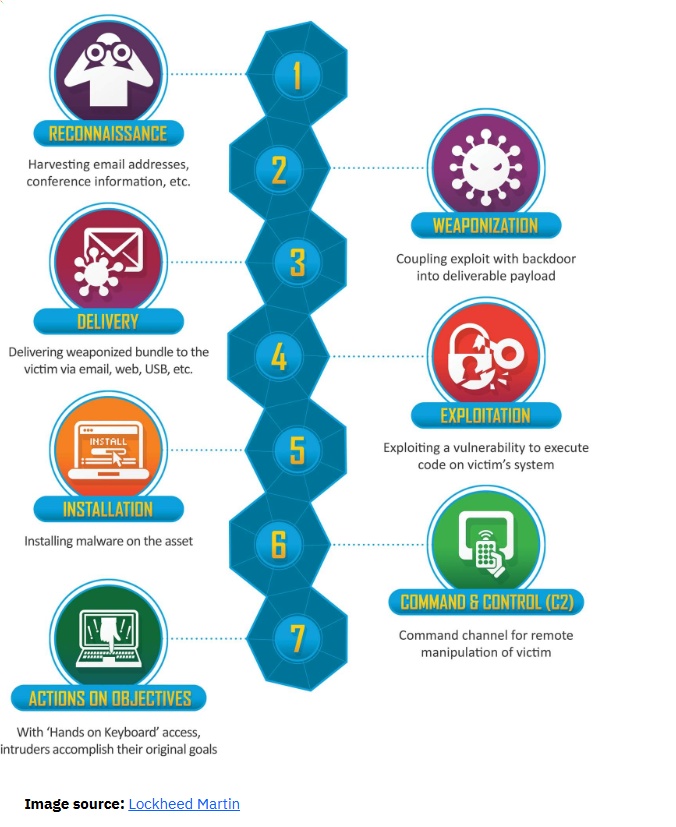 1
RECONNAISSANCE
Harvesting email addresses,
conference information, etc.
2
WEAPONIZATION
Coupling exploit with backdoor
into deliverable payload
3
DELIVERY
Delivering weaponized bundle to the
victim via email, web, USB, etc.
4
EXPLOITATION
Exploiting a vulnerability to execute
code on victim's system
5
INSTALL
INSTALLATION
Installing malware on the asset
6
COMMAND & CONTROL (C2)
Command channel for remote
manipulation of victim
7
ACTIONS ON OBJECTIVES
With ‘Hands on Keyboard’ access,
intruders accomplish their original goals
Image source: Lockheed Martin